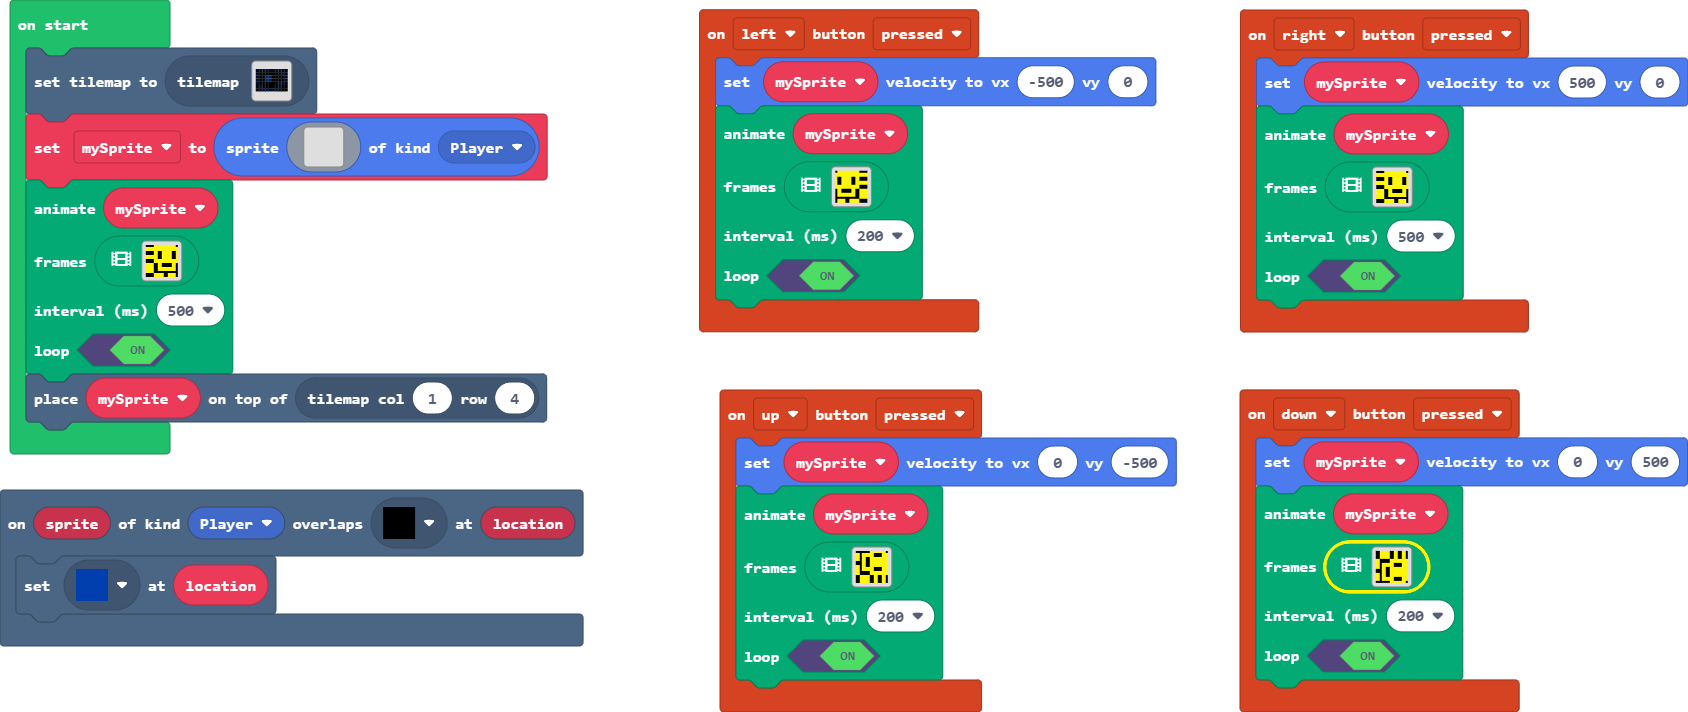 on start
set tilemap to tilemap
set mySprite to sprite of kind Player
animate mySprite
frames
interval (ms) 500
loop ON
place mySprite on top of tilemap col 1 row 4
on sprite of kind Player overlaps at location
set at location
on left button pressed
set mySprite velocity to vx -500 vy 0
animate mySprite
frames
interval (ms) 200
loop ON
on right button pressed
set mySprite velocity to vx 500 vy 0
animate mySprite
frames
interval (ms) 500
loop ON
on up button pressed
set mySprite velocity to vx 0 vy -500
animate mySprite
frames
interval (ms) 200
loop ON
on down button pressed
set mySprite velocity to vx 0 vy 500
animate mySprite
frames
interval (ms) 200
loop ON